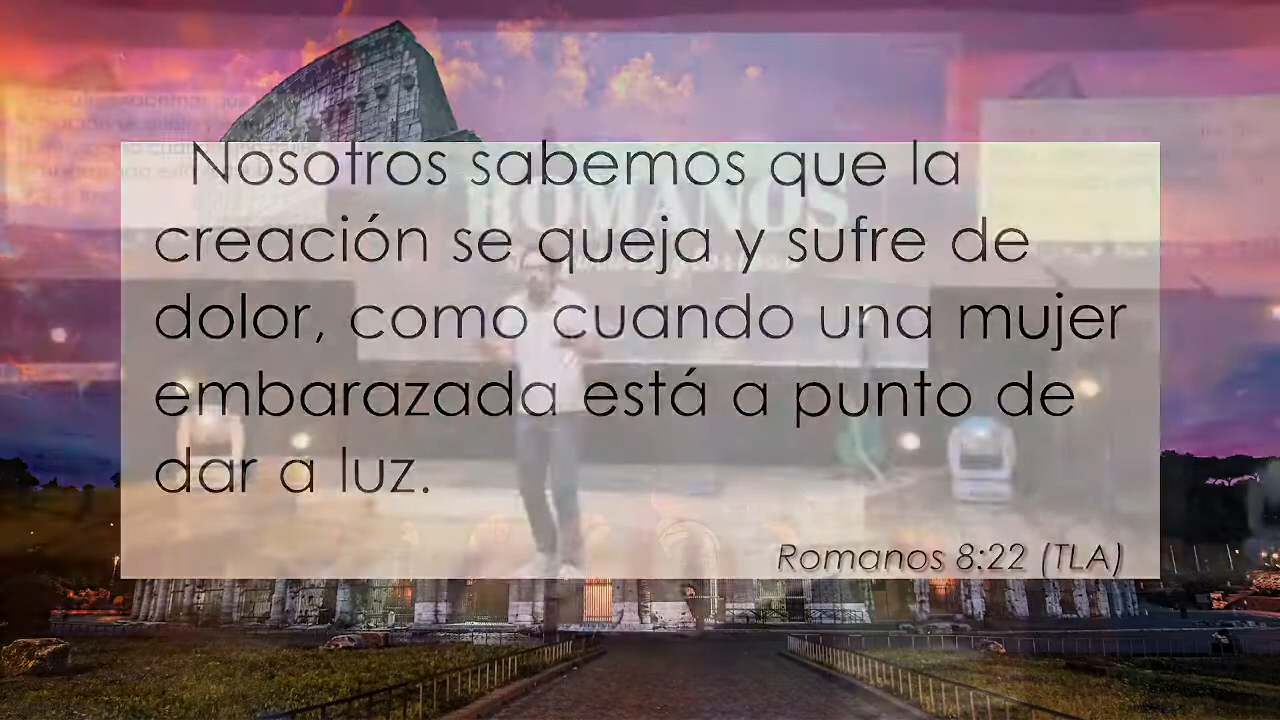 Nosotros sabemos que la
creación se queja y sufre de
dolor, como cuando una mujer
embarazada está a punto de
dar a luz.
ROMANOS
Romanos 8:22 (TLA)